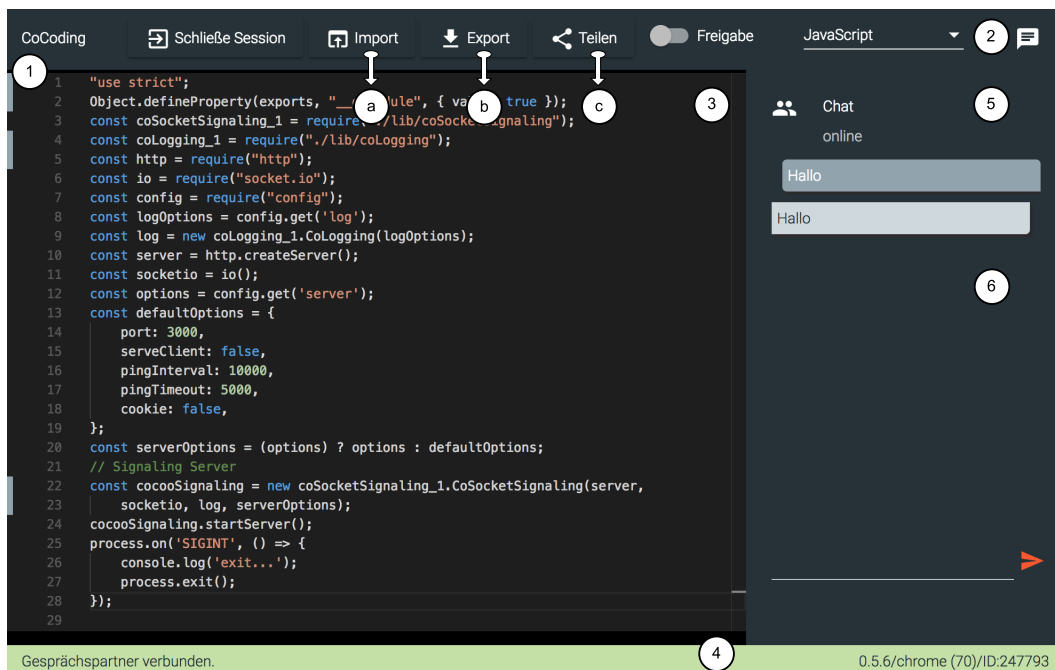 CoCoding Schließe Session Import Export Teilen Freigabe JavaScript 2
1
a b c 3 5
1 "use strict";
2 Object.defineProperty(exports, { true });
3 const coSocketSignaling_1 =
4 const coLogging_1 = require("./lib/coLogging");
5 const http = require("http");
6 const io = require("socket.io");
7 const config = require("config");
8 const logOptions = config.get('log');
9 const log = new coLogging_1.CoLogging(logOptions);
10 const server = http.createServer();
11 const socketio = io();
12 const options = config.get('server');
13 const defaultOptions = {
14 port: 3000,
15 serveClient: false,
16 pingInterval: 10000,
17 pingTimeout: 5000,
18 cookie: false,
19 };
20 const serverOptions = (options) ? options : defaultOptions;
21 // Signaling Server
22 const cocooSignaling = new coSocketSignaling_1.CoSocketSignaling(server,
23 socketio, log, serverOptions);
24 cocooSignaling.startServer();
25 process.on('SIGINT', () => {
26 console.log('exit...');
27 process.exit();
28 });
29
Chat
online
Hallo
Hallo
6
4
Gesprächspartner verbunden. 0.5.6/chrome (70)/ID:247793